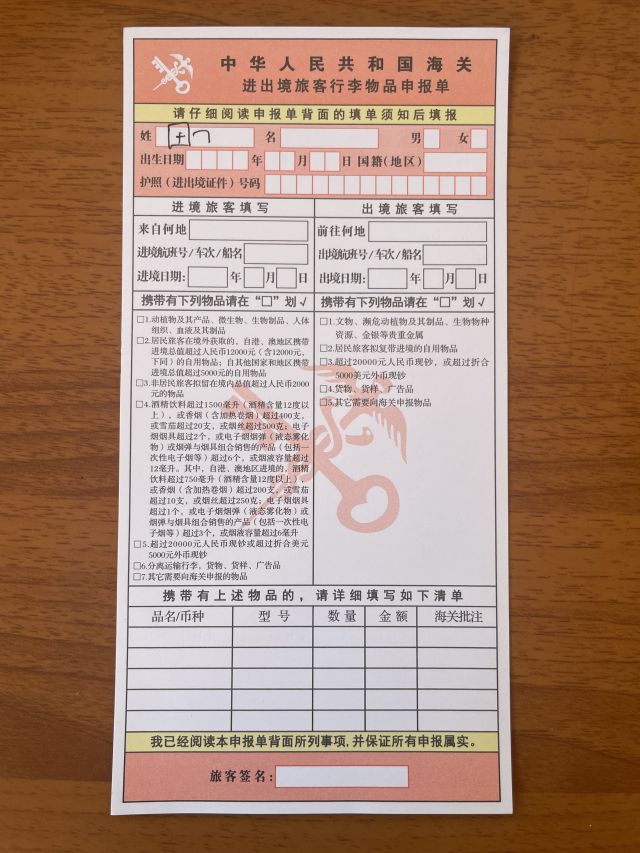 中华人民共和国海关
进出境旅客行李物品申报单
请仔细阅读申报单背面的填单须知后填报
姓 名 男 女
出生日期 年 月 日 国籍(地区)
护照(进出境证件)号码
进境旅客填写
来自何地
进境航班号/车次/船名
进境日期: 年 月 日
携带有下列物品请在“□”划√
□1.动植物及其产品、微生物、生物制品、人体
组织、血液及其制品
□2.居民旅客在境外获取的、自港、澳地区携带
进境总值超过人民币12000元(含12000元、
下同)的自用物品;自其他国家和地区携带
进境总值超过5000元的自用物品
□3.非居民旅客拟留在境内总值超过人民币2000
元的物品
□4.酒精饮料超过1500毫升(酒精含量12度以
上),或香烟(含加热卷烟)超过400支,
或雪茄超过20支,或烟丝超过500克;电子
烟烟具超过2个,或电子烟烟弹(液态雾化
物)或烟弹与烟具组合销售的产品(包括一
次性电子烟等)超过6个,或烟液容量超过
12毫升。其中,自港、澳地区进境的,酒精
饮料超过750毫升(酒精含量12度以上),
或香烟(含加热卷烟)超过200支,或雪茄
超过10支,或烟丝超过250克;电子烟烟具
超过1个,或电子烟烟弹(液态雾化物)或
烟弹与烟具组合销售的产品(包括一次性电
子烟等)超过3个,或烟液容量超过6毫升
□5.超过20000元人民币现钞或超过折合美元
5000元外币现钞
□6.分离运输行李,货物、货样、广告品
□7.其它需要向海关申报的物品
出境旅客填写
前往何地
出境航班号/车次/船名
出境日期: 年 月 日
携带有下列物品请在“□”划√
□1.文物、濒危动植物及其制品、生物物种
资源、金银等贵重金属
□2.居民旅客拟复带进境的自用物品
□3.超过20000元人民币现钞,或超过折合
5000美元外币现钞
□4.货物、货样、广告品
□5.其它需要向海关申报物品
携带有上述物品的,请详细填写如下清单
品名/币种 型号 数量 金额 海关批注
我已经阅读本申报单背面所列事项,并保证所有申报属实。
旅客签名: